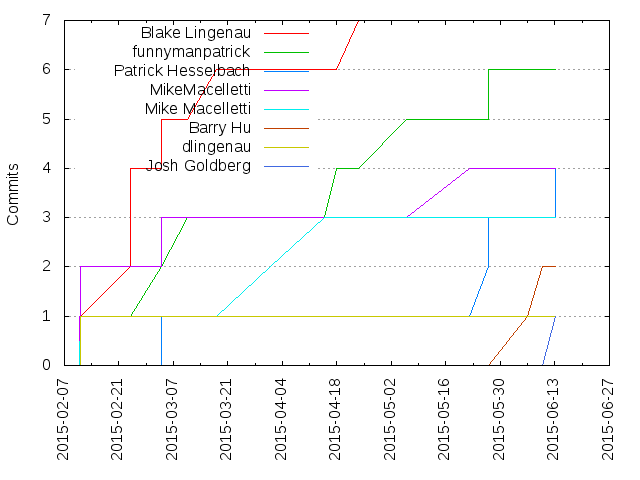 7
6
5
4
3
2
1
0
Commits
Blake Lingenau
funnymanpatrick
Patrick Hesselbach
MikeMacelletti
Mike Macelletti
Barry Hu
dlingenau
Josh Goldberg
2015-02-07
2015-02-21
2015-03-07
2015-03-21
2015-04-04
2015-04-18
2015-05-02
2015-05-16
2015-05-30
2015-06-13
2015-06-27